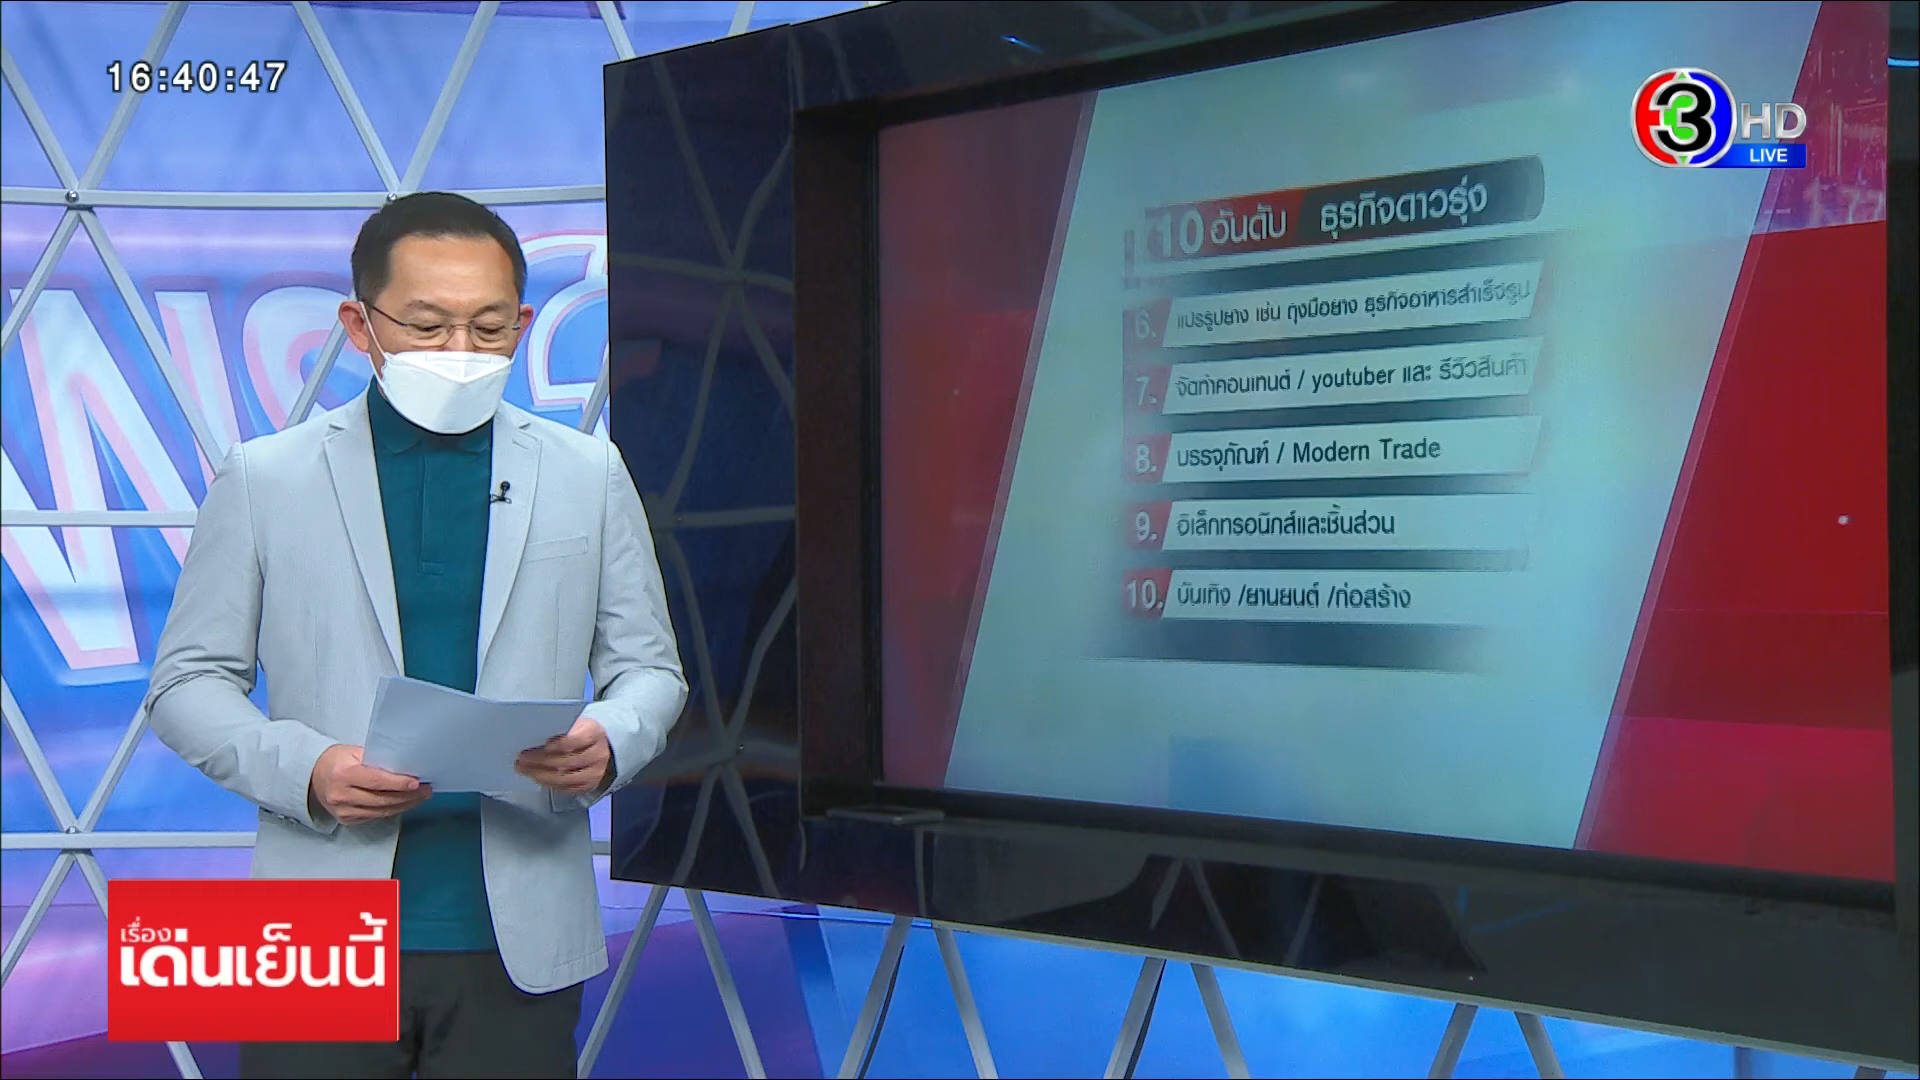 16:40:47
3 HD
LIVE
10 อันดับ ธุรกิจดาวรุ่ง
6. แปรรูปยาง เช่น ถุงมือยาง ธุรกิจอาหารสำเร็จรูป
7. จัดทำคอนเทนต์ / youtuber และ รีวิวสินค้า
8. บรรจุภัณฑ์ / Modern Trade
9. อิเล็กทรอนิกส์และชิ้นส่วน
10. บันเทิง /ยานยนต์ /ก่อสร้าง
เรื่อง
เด่นเย็นนี้